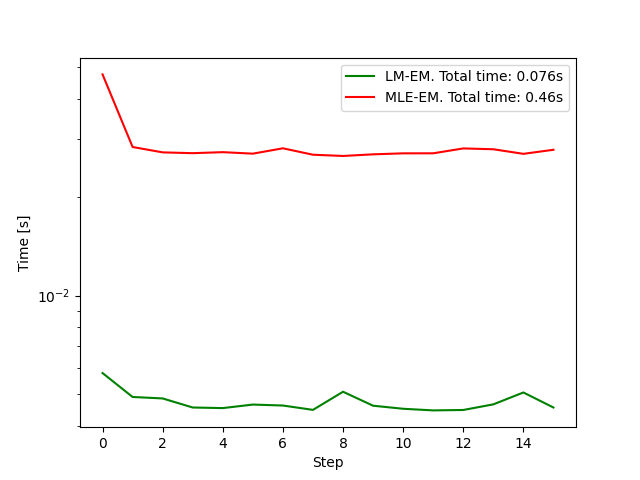 LM-EM. Total time: 0.076s
MLE-EM. Total time: 0.46s
Time [s]
10⁻²
0 2 4 6 8 10 12 14
Step